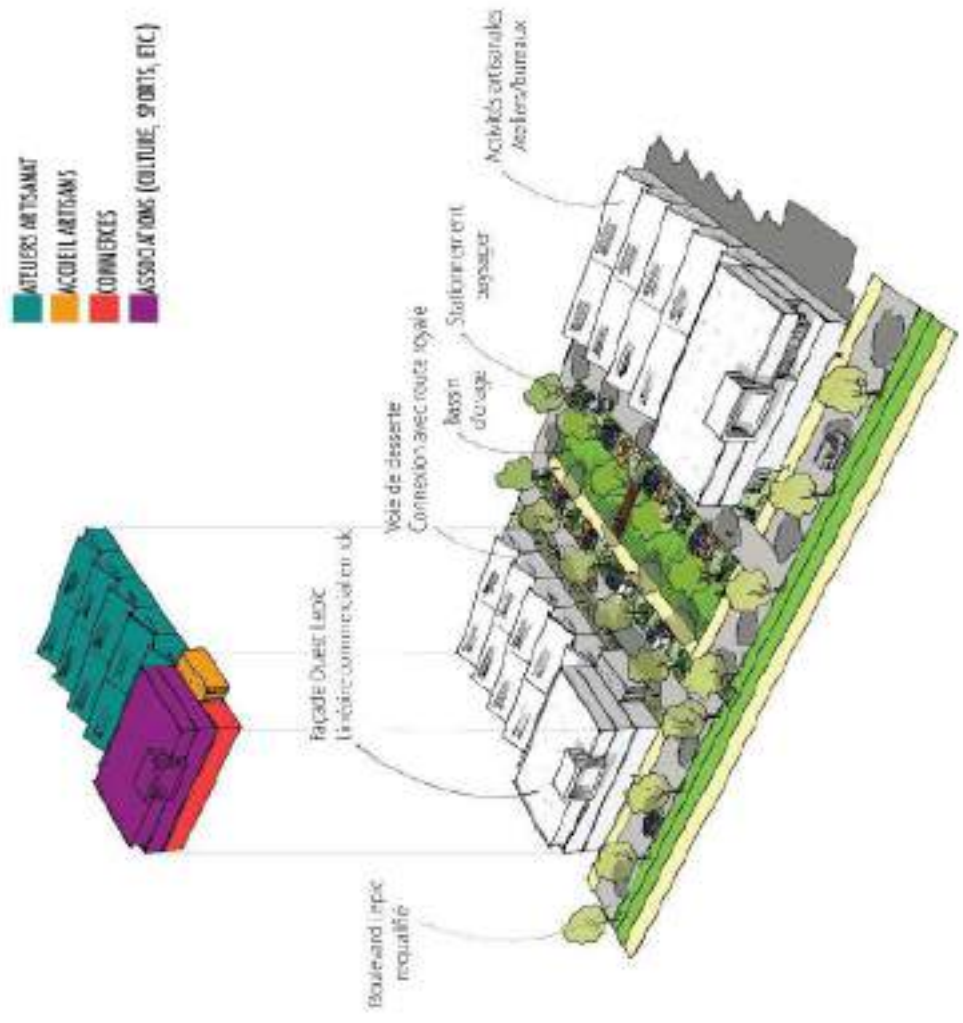 ATELIERS ARTISANAT
ACCUEIL ARTISANS
COMMERCES
ASSOCIATIONS (CULTURE, SPORTS, ETC.)
Façade Ouest Lepic
Linéaire commercial en rdc
Boulevard Lepic
requalifié
Voie de desserte
Connexion avec route royale
Bassin
d'orage
Stationnement
paysager
Activités artisanales
Ateliers/bureaux